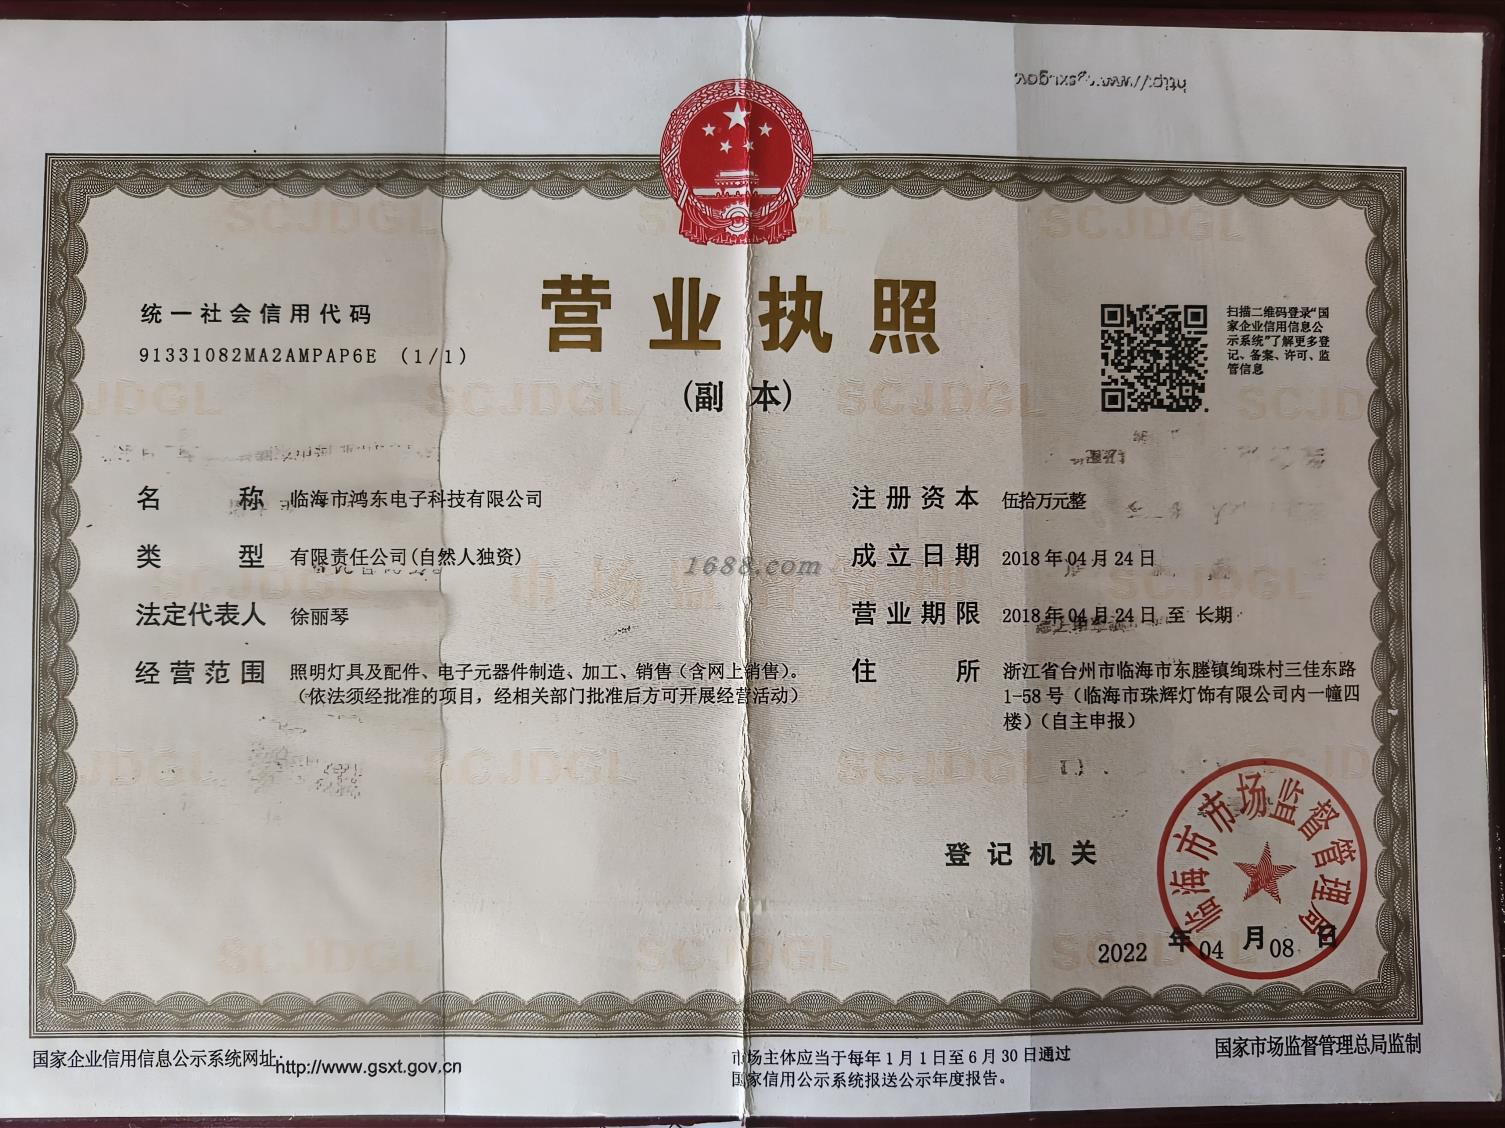 统一社会信用代码
91331082MA2AMPAP6E (1/1)
营业执照
(副 本)
扫描二维码登录“国
家企业信用信息公
示系统”了解更多登
记、备案、许可、监
管信息
名 称 临海市鸿东电子科技有限公司
类 型 有限责任公司(自然人独资)
法定代表人 徐丽琴
经营范围 照明灯具及配件、电子元器件制造、加工、销售（含网上销售）。
（依法须经批准的项目，经相关部门批准后方可开展经营活动）
注册资本 伍拾万元整
成立日期 2018年04月24日
营业期限 2018年04月24日 至 长期
住 所 浙江省台州市临海市东塍镇绚珠村三佳东路
1-58号（临海市珠辉灯饰有限公司内一幢四
楼）（自主申报）
1688.com
登记机关
临海市市场监督管理局
2022 年 04 月 08 日
国家企业信用信息公示系统网址：http://www.gsxt.gov.cn
市场主体应当于每年1月1日至6月30日通过
国家信用公示系统报送公示年度报告。
国家市场监督管理总局监制
SCJDGL